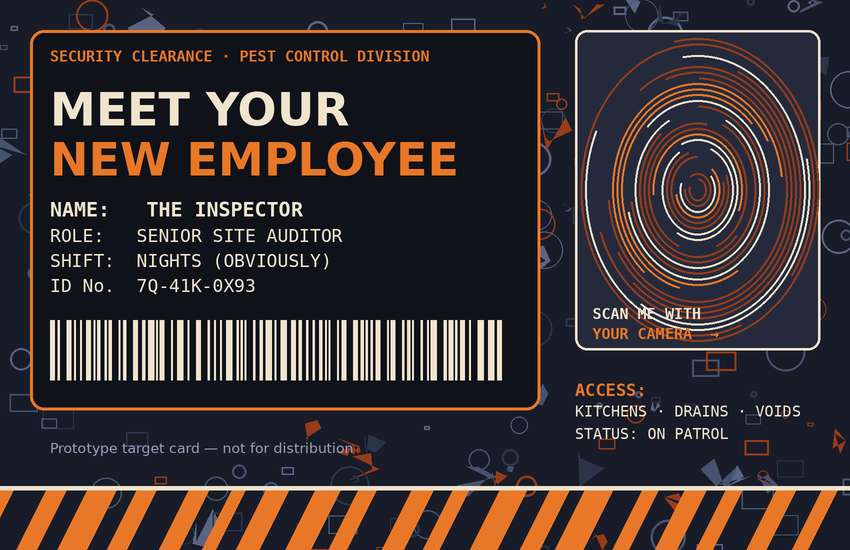 SECURITY CLEARANCE · PEST CONTROL DIVISION
MEET YOUR
NEW EMPLOYEE
NAME: THE INSPECTOR
ROLE: SENIOR SITE AUDITOR
SHIFT: NIGHTS (OBVIOUSLY)
ID No. 7Q-41K-0X93
SCAN ME WITH
YOUR CAMERA →
ACCESS:
KITCHENS · DRAINS · VOIDS
STATUS: ON PATROL
Prototype target card — not for distribution